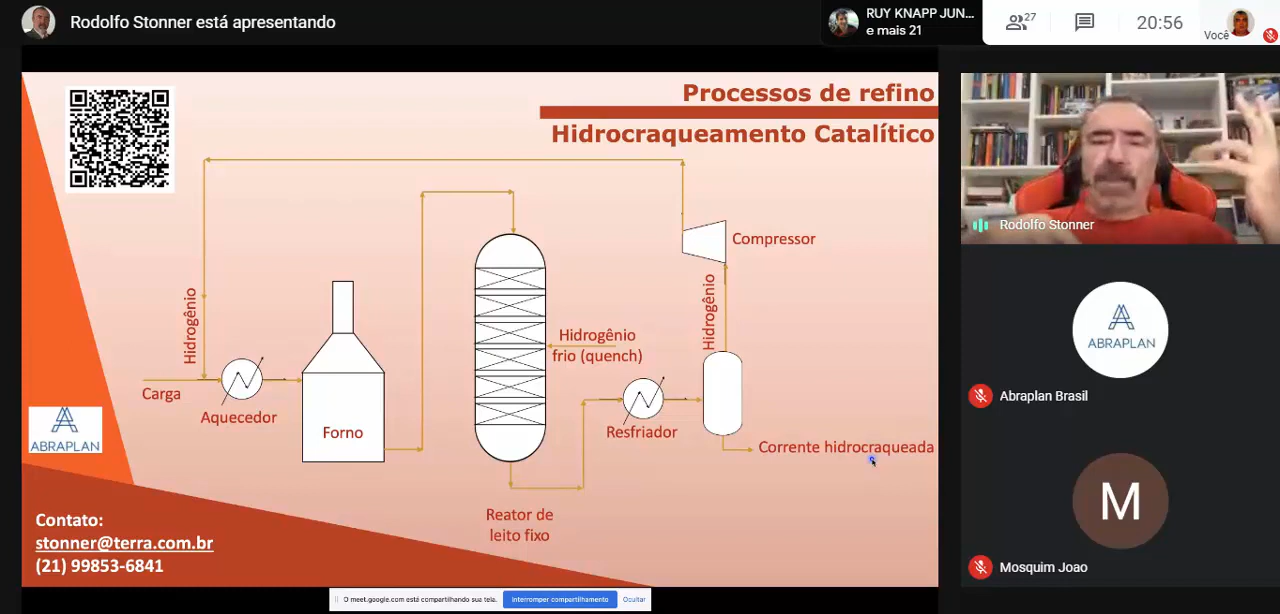 Rodolfo Stonner está apresentando
RUY KNAPP JUN...
e mais 21
27
20:56
Você
Processos de refino
Hidrocraqueamento Catalítico
Hidrogênio
Carga
Aquecedor
Forno
Hidrogênio
frio (quench)
Reator de
leito fixo
Resfriador
Hidrogênio
Compressor
Corrente hidrocraqueada
ABRAPLAN
Contato:
stonner@terra.com.br
(21) 99853-6841
Rodolfo Stonner
ABRAPLAN
Abraplan Brasil
M
Mosquim Joao
O meet.google.com está compartilhando sua tela.
Interromper compartilhamento
Ocultar